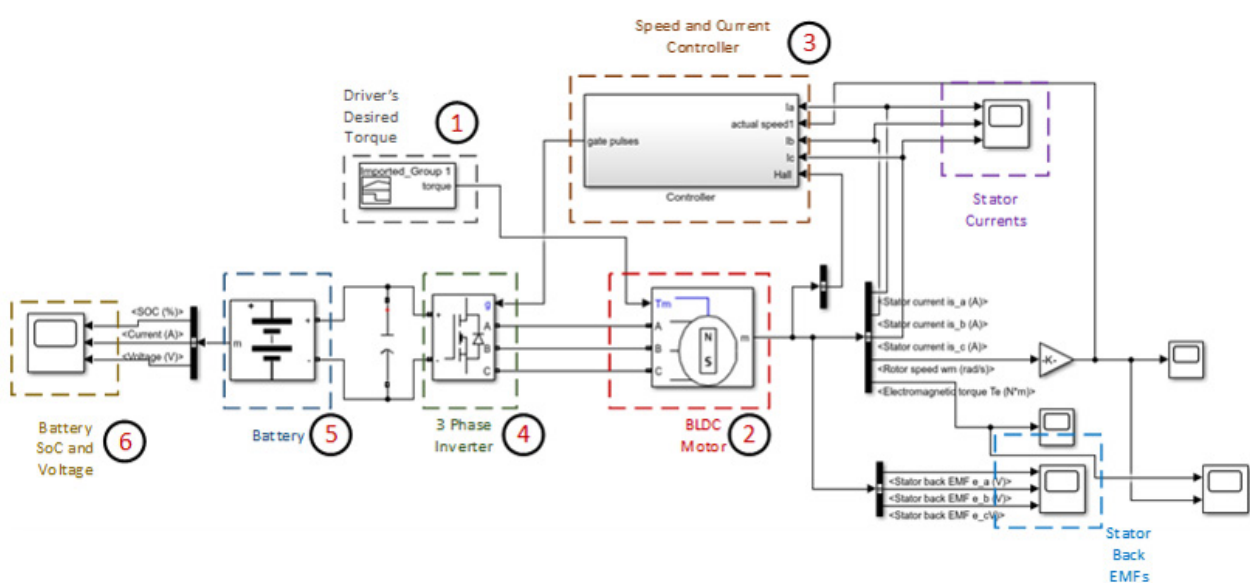 Speed and Current
Controller
3
Driver's
Desired
Torque
1
Imported_Group 1
torque
gate pulses
Ia
actual speed1
Ib
Ic
Hall
Controller
Stator
Currents
<SOC (%)>
<Current (A)>
<Voltage (V)>
m
+
+
-
+
-
g
A
B
C
Tm
A
B
C
N
S
m
<Stator current is_a (A)>
<Stator current is_b (A)>
<Stator current is_c (A)>
<Rotor speed wm (rad/s)>
<Electromagnetic torque Te (N*m)>
-K-
Battery
SoC and
Voltage
6
Battery
5
3 Phase
Inverter
4
BLDC
Motor
2
<Stator back EMF e_a (V)>
<Stator back EMF e_b (V)>
<Stator back EMF e_cV)>
Stator
Back
EMFs